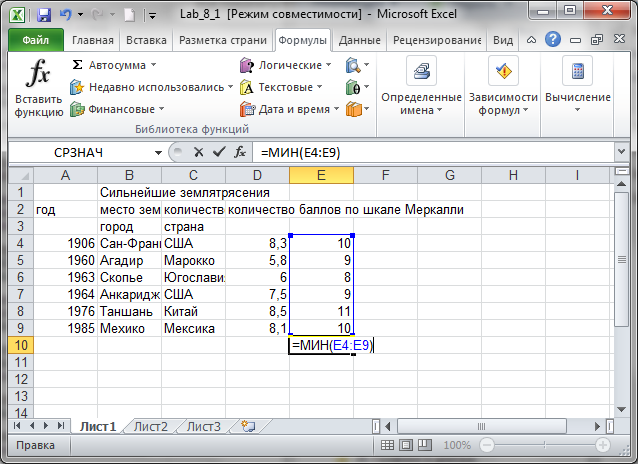 Lab_8_1 [Режим совместимости] - Microsoft Excel
Файл Главная Вставка Разметка страни Формулы Данные Рецензирование Вид
fx Вставить функцию
Σ Автосумма
Недавно использовались
Финансовые
Логические
Текстовые
Дата и время
Определенные имена
Зависимости формул
Вычисление
Библиотека функций
СРЗНАЧ fx =МИН(E4:E9)
A B C D E F G H I
1 Сильнейшие землятрясения
2 год место зем количество количество баллов по шкале Меркалли
3 город страна
4 1906 Сан-Фран США 8,3 10
5 1960 Агадир Марокко 5,8 9
6 1963 Скопье Югославия 6 8
7 1964 Анкаридж США 7,5 9
8 1976 Таншань Китай 8,5 11
9 1985 Мехико Мексика 8,1 10
10 =МИН(E4:E9)
11
12
13
14
Лист1 Лист2 Лист3
Правка 100%